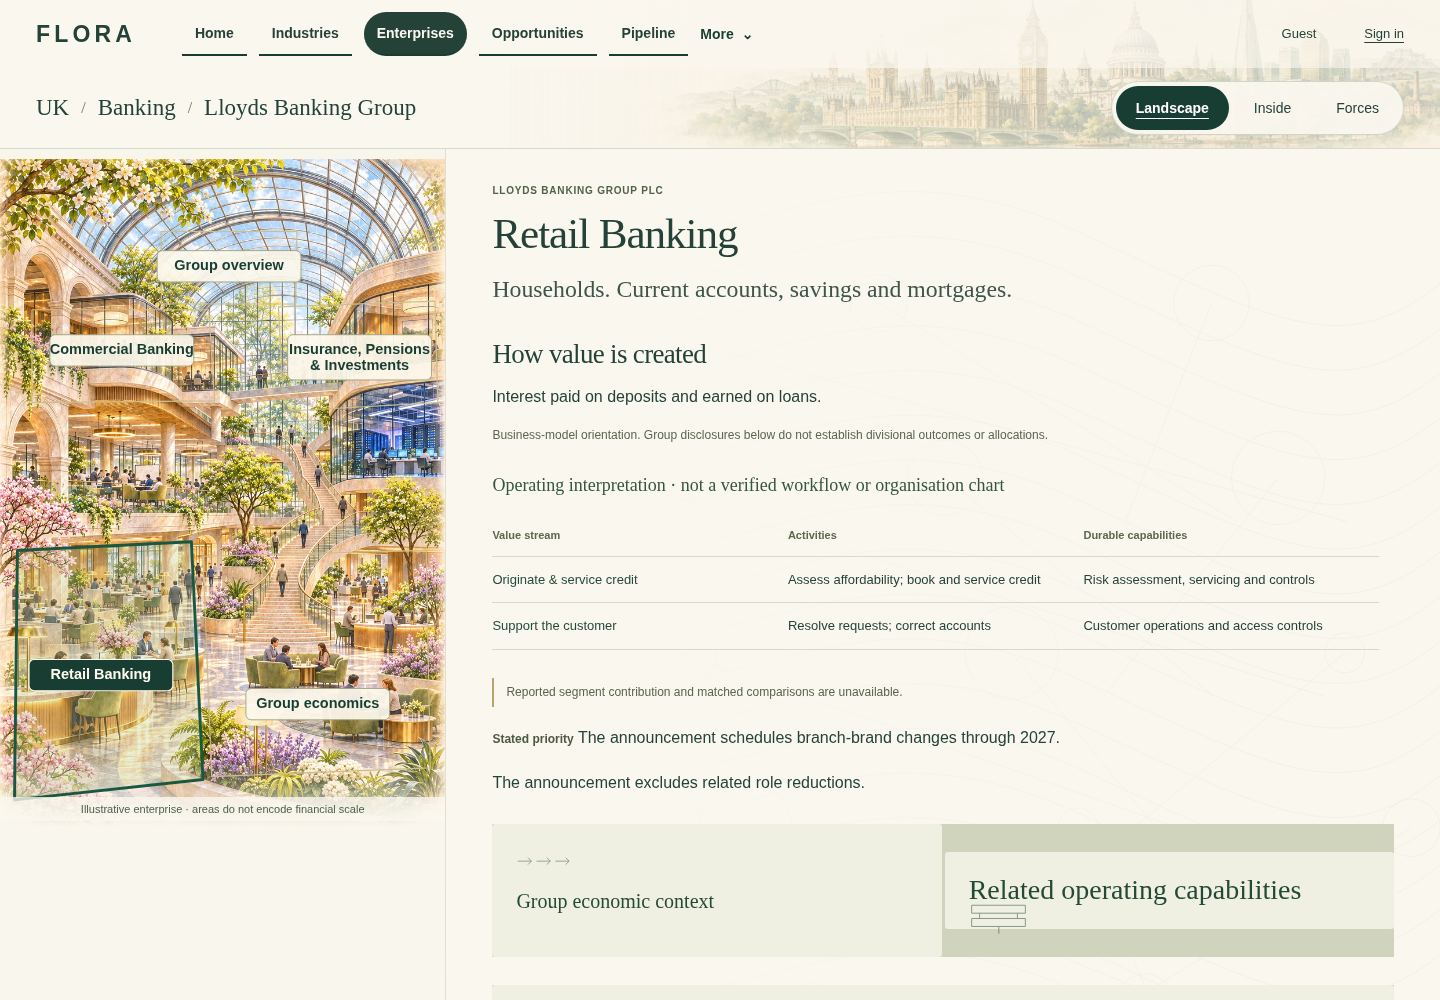 FLORA
Home
Industries
Enterprises
Opportunities
Pipeline
More
Guest
Sign in
UK / Banking / Lloyds Banking Group
Landscape
Inside
Forces
Group overview
Commercial Banking
Insurance, Pensions
& Investments
Retail Banking
Group economics
Illustrative enterprise · areas do not encode financial scale
LLOYDS BANKING GROUP PLC
Retail Banking
Households. Current accounts, savings and mortgages.
How value is created
Interest paid on deposits and earned on loans.
Business-model orientation. Group disclosures below do not establish divisional outcomes or allocations.
Operating interpretation · not a verified workflow or organisation chart
Value stream Activities Durable capabilities
Originate & service credit Assess affordability; book and service credit Risk assessment, servicing and controls
Support the customer Resolve requests; correct accounts Customer operations and access controls
Reported segment contribution and matched comparisons are unavailable.
Stated priority The announcement schedules branch-brand changes through 2027.
The announcement excludes related role reductions.
Group economic context
Related operating capabilities